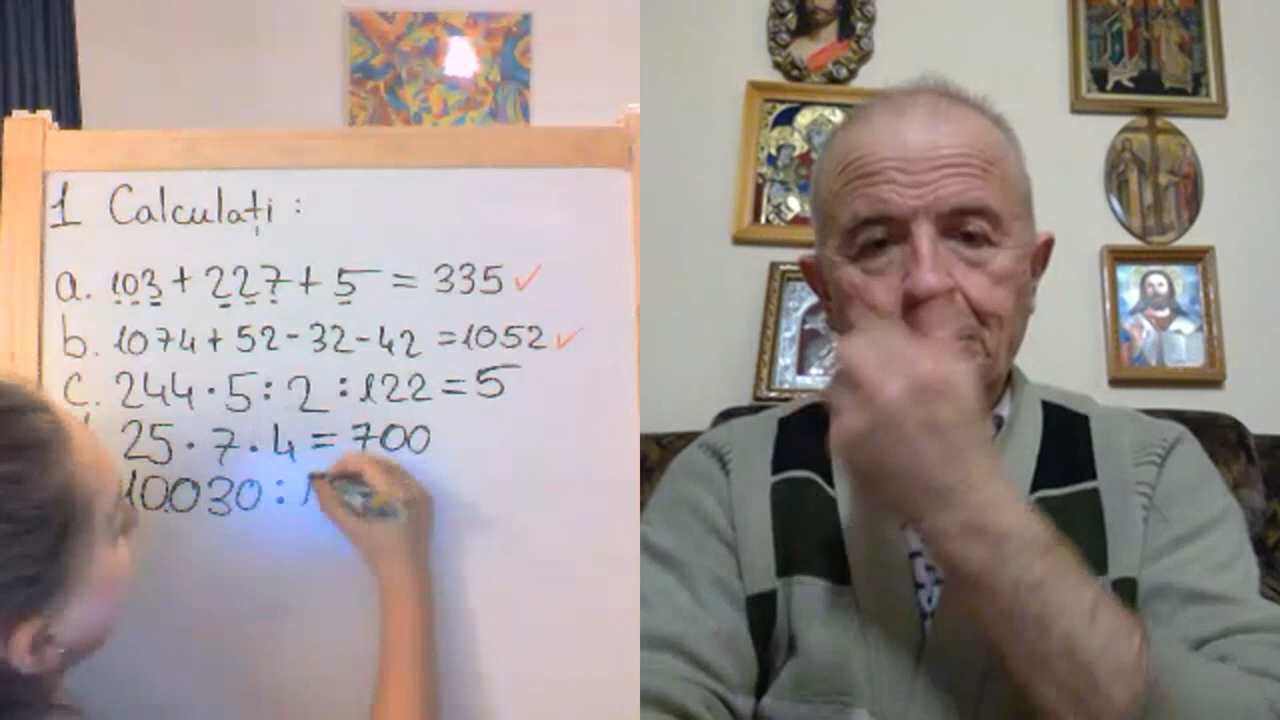 1 Calculați :
a. 103 + 227 + 5 = 335 ✓
b. 1074 + 52 - 32 - 42 = 1052 ✓
c. 244 · 5 : 2 : 122 = 5
25 · 7 · 4 = 700
10030 :